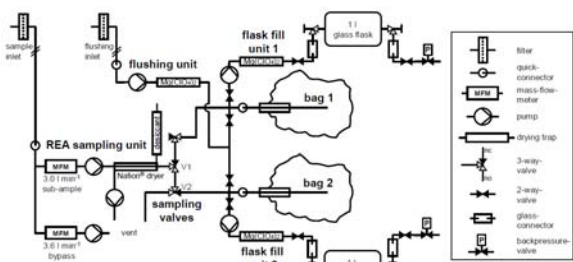 sample
inlet
flushing
inlet
flushing unit
REA sampling unit
MFM
3.0 l min⁻¹
sub-ample
MFM
3.6 l min⁻¹
bypass
desiccant
Nafion® dryer
vent
V1
V2
sampling
valves
flask fill
unit 1
1 l
glass flask
P
bag 1
bag 2
flask fill
filter
quick-
connector
MFM
mass-flow-
meter
pump
drying trap
nc
no
3-way-
valve
2-way-
valve
glass-
connector
P
backpressure-
valve
P